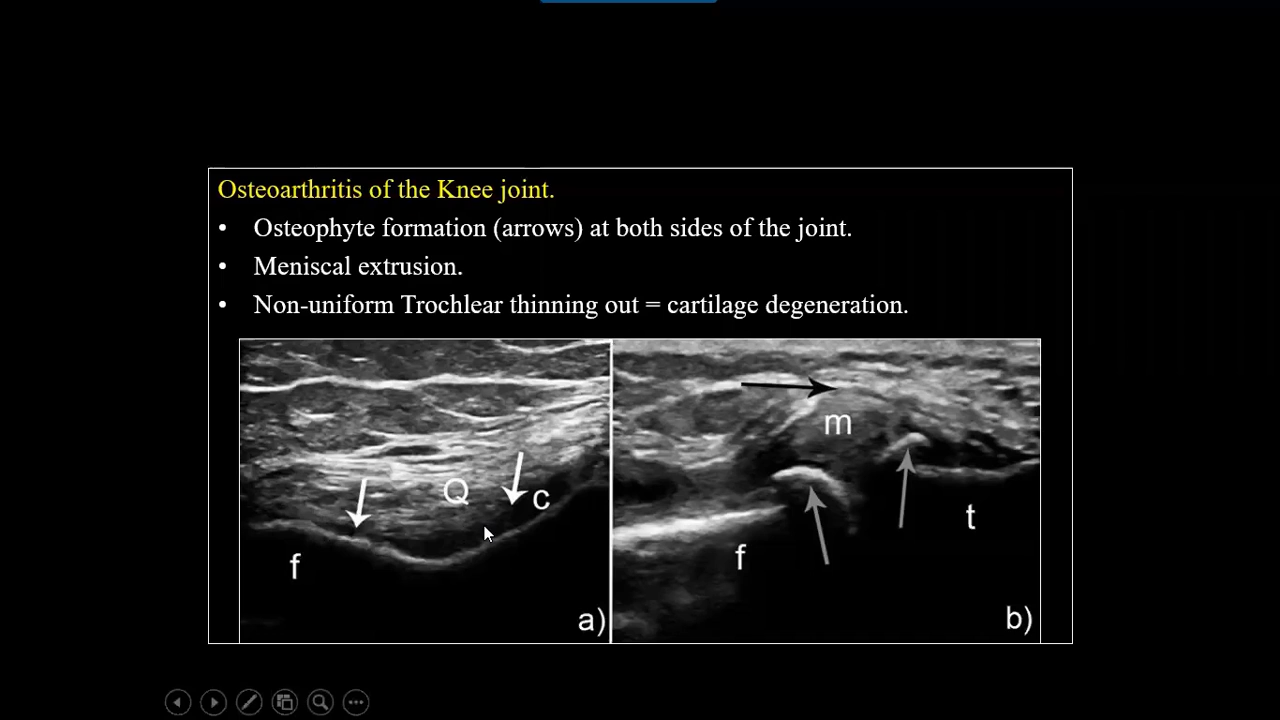 Osteoarthritis of the Knee joint.
• Osteophyte formation (arrows) at both sides of the joint.
• Meniscal extrusion.
• Non-uniform Trochlear thinning out = cartilage degeneration.
Q
c
f
a)
m
f
t
b)